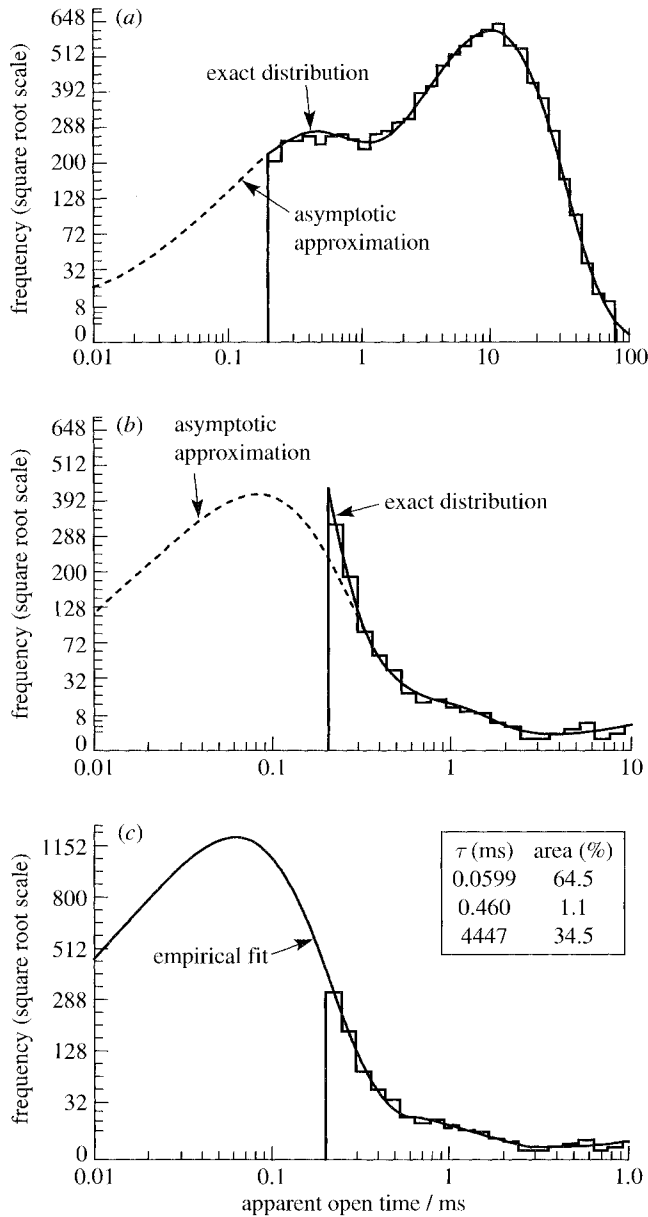 (a)
648
512
392
288
200
128
72
32
8
0
frequency (square root scale)
exact distribution
asymptotic
approximation
0.01 0.1 1 10 100
(b)
648
512
392
288
200
128
72
32
8
0
frequency (square root scale)
asymptotic
approximation
exact distribution
0.01 0.1 1 10
(c)
1152
800
512
288
128
32
0
frequency (square root scale)
empirical fit
τ (ms) area (%)
0.0599 64.5
0.460 1.1
4447 34.5
0.01 0.1 1 1.0
apparent open time / ms